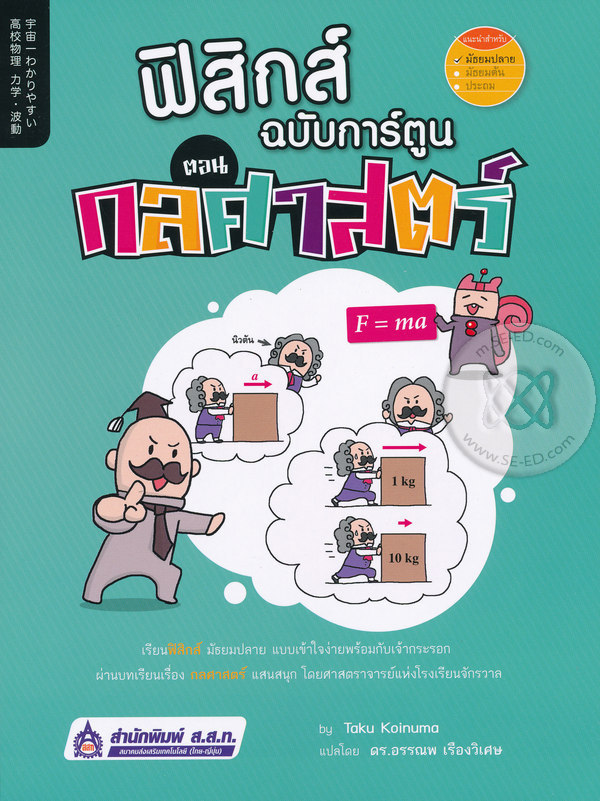 宇宙一わかりやすい
高校物理 力学・波動
แนะนำสำหรับ
มัธยมปลาย
มัธยมต้น
ประถม
ฟิสิกส์
ฉบับการ์ตูน
ตอน
กลศาสตร์
F = ma
นิวตัน
a
1 kg
10 kg
m.SE-ED.com
www.SE-ED.com
เรียนฟิสิกส์ มัธยมปลาย แบบเข้าใจง่ายพร้อมกับเจ้ากระรอก
ผ่านบทเรียนเรื่อง กลศาสตร์ แสนสนุก โดยศาสตราจารย์แห่งโรงเรียนจักรวาล
ส.ส.ท.
สำนักพิมพ์ ส.ส.ท.
สมาคมส่งเสริมเทคโนโลยี (ไทย-ญี่ปุ่น)
by Taku Koinuma
แปลโดย ดร.อรรณพ เรืองวิเศษ